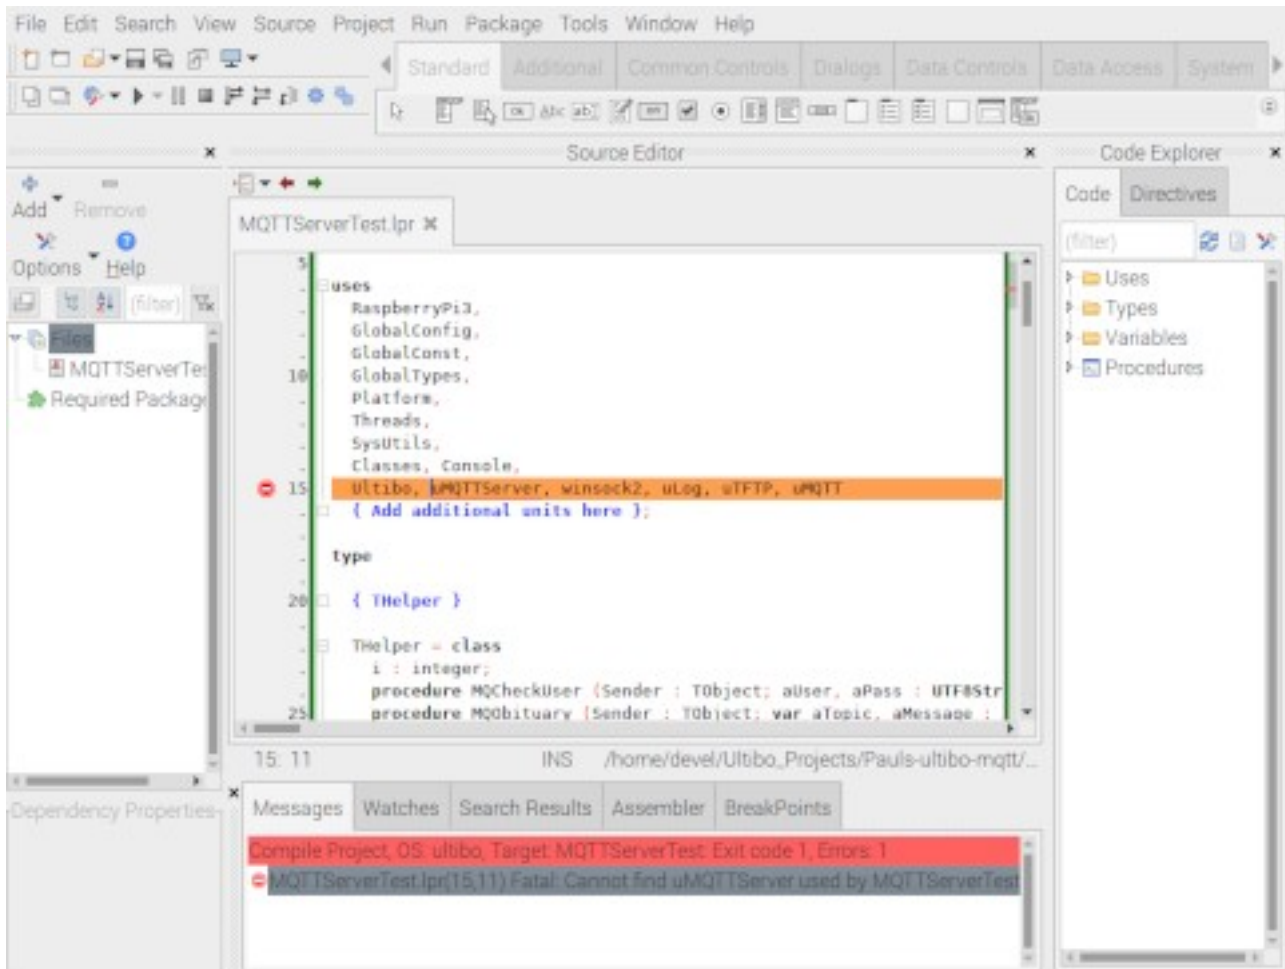 File Edit Search View Source Project Run Package Tools Window Help
Standard Additional Common Controls Dialogs Data Controls Data Access System
Source Editor
Code Explorer
Add Remove
Options Help
(filter)
Files
MQTTServerTes
Required Package
Dependency Properties
MQTTServerTest.lpr
5
uses
RaspberryPi3,
GlobalConfig,
GlobalConst,
10 GlobalTypes,
Platform,
Threads,
SysUtils,
Classes, Console,
15 Ultibo, uMQTTServer, winsock2, uLog, uTFTP, uMQTT
{ Add additional units here };
type
20 { THelper }
THelper = class
i : integer;
procedure MQCheckUser (Sender : TObject; aUser, aPass : UTF8Str
25 procedure MQObituary (Sender : TObject; var aTopic, aMessage :
15: 11 INS /home/devel/Ultibo_Projects/Pauls-ultibo-mqtt/...
Messages Watches Search Results Assembler BreakPoints
Compile Project, OS: ultibo, Target: MQTTServerTest: Exit code 1, Errors: 1
MQTTServerTest.lpr(15,11) Fatal: Cannot find uMQTTServer used by MQTTServerTest
Code Directives
(filter)
Uses
Types
Variables
Procedures